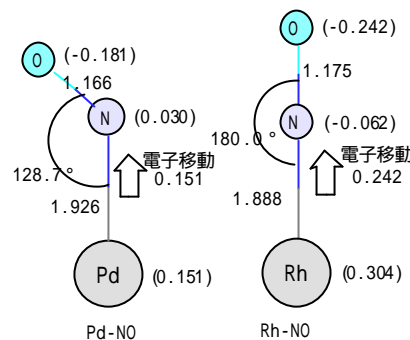 O (-0.181)
1.166
N (0.030)
128.7°
電子移動
0.151
1.926
Pd (0.151)
Pd-NO
O (-0.242)
1.175
N (-0.062)
180.0°
電子移動
0.242
1.888
Rh (0.304)
Rh-NO